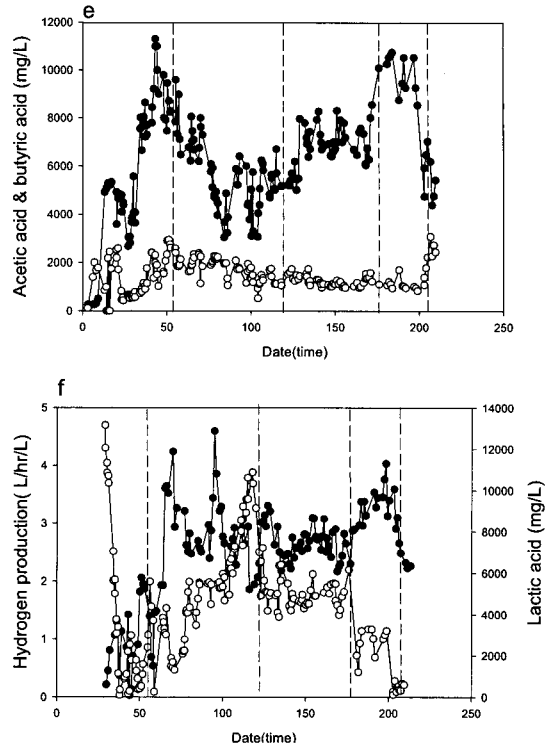 e
12000
10000
8000
6000
4000
2000
0
Acetic acid & butyric acid (mg/L)
0 50 100 150 200 250
Date(time)
f
5
4
3
2
1
0
Hydrogen production( L/hr/L)
14000
12000
10000
8000
6000
4000
2000
0
Lactic acid (mg/L)
0 50 100 150 200 250
Date(time)